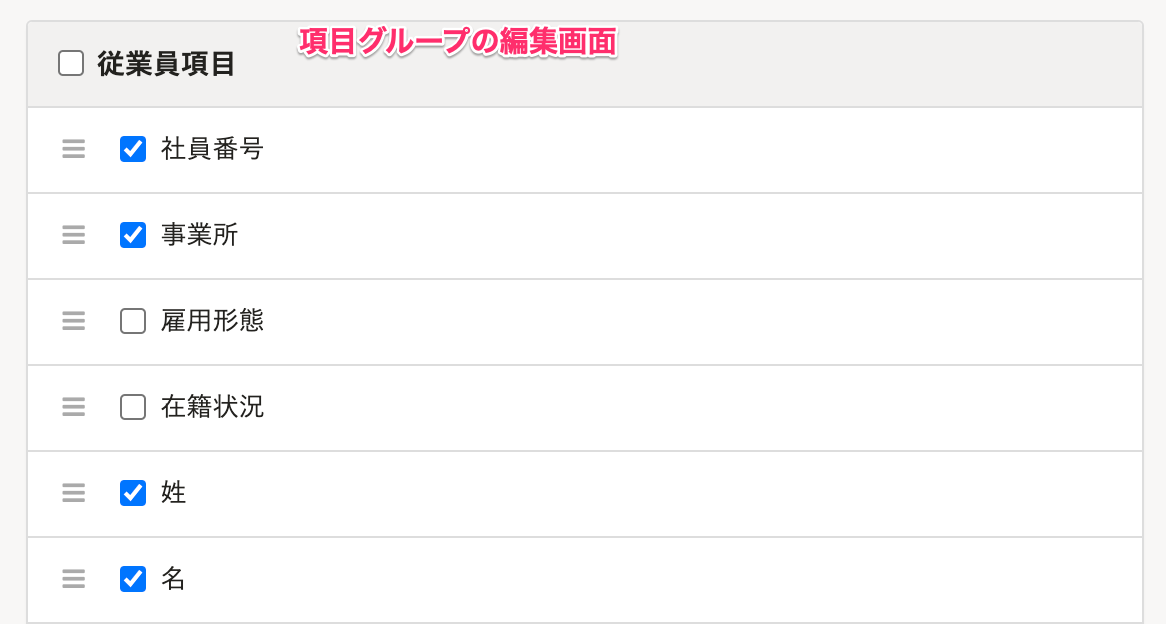 項目グループの編集画面
従業員項目
社員番号
事業所
雇用形態
在籍状況
姓
名